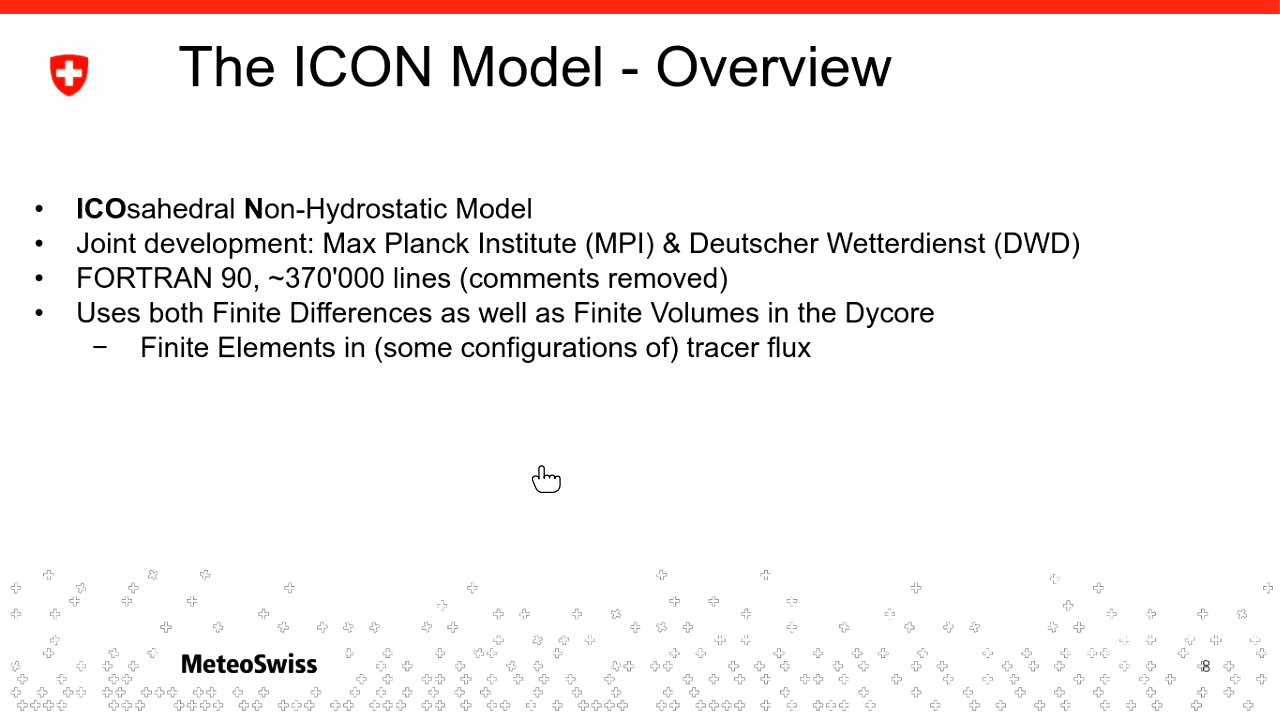 The ICON Model - Overview
• ICOsahedral Non-Hydrostatic Model
• Joint development: Max Planck Institute (MPI) & Deutscher Wetterdienst (DWD)
• FORTRAN 90, ~370'000 lines (comments removed)
• Uses both Finite Differences as well as Finite Volumes in the Dycore
− Finite Elements in (some configurations of) tracer flux
MeteoSwiss
8